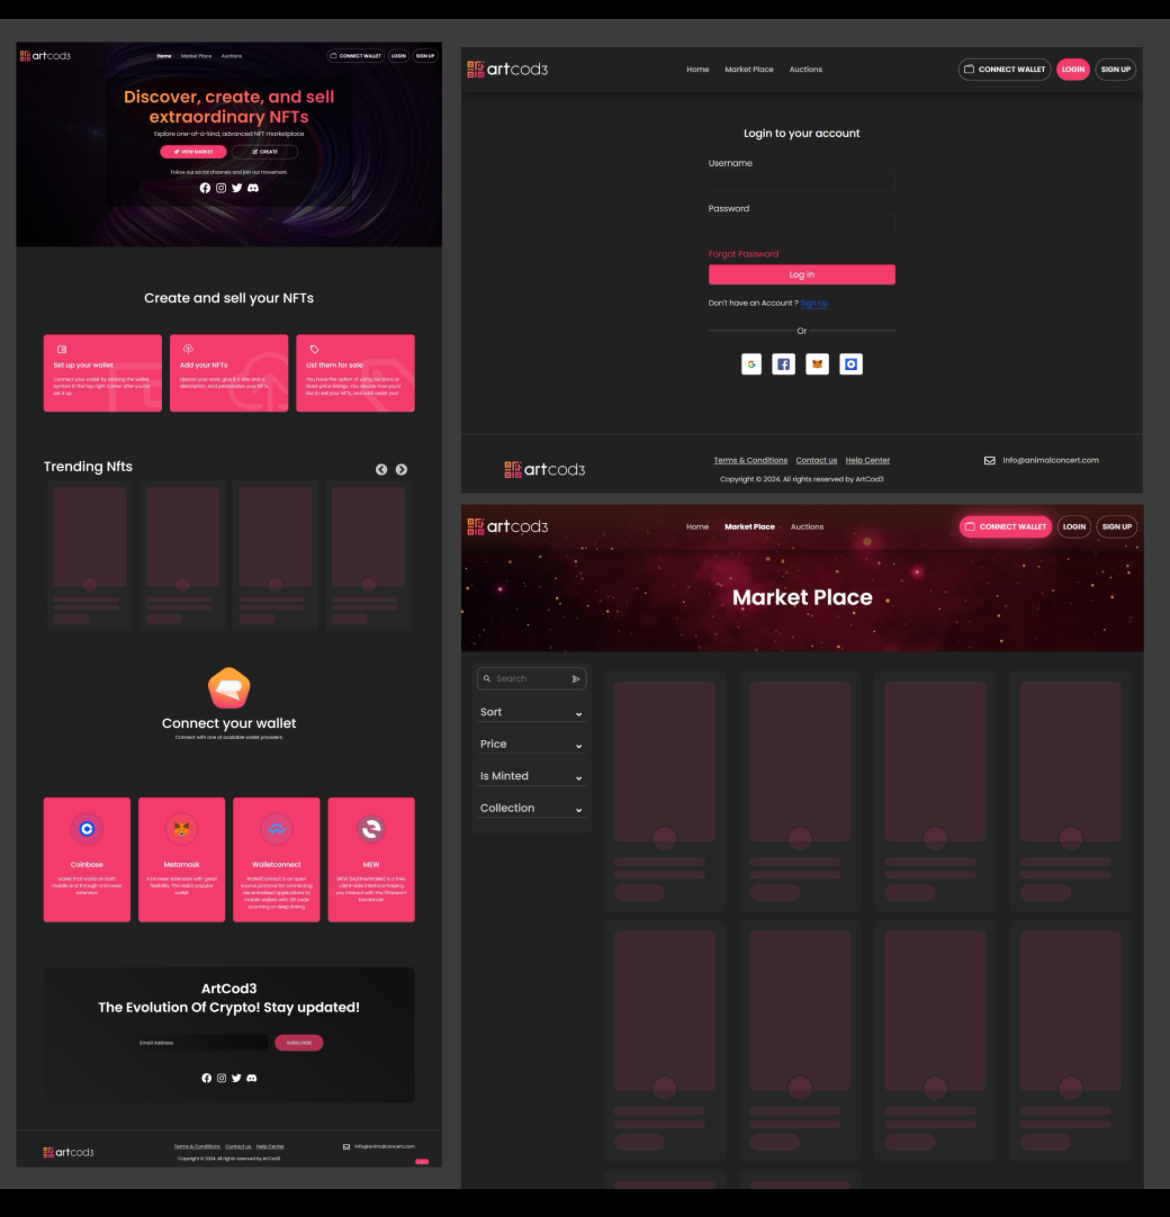 artcod3
Home Market Place Auctions
CONNECT WALLET LOGIN SIGN UP
Discover, create, and sell
extraordinary NFTs
Explore one-of-a-kind, advanced NFT marketplace
VIEW MARKET CREATE
Follow our social channels and join our movement.
Create and sell your NFTs
Set up your wallet
Connect your wallet by clicking the wallet
symbol in the top right corner after you've
set it up.
Add your NFTs
Upload your work, give it a title and a
description, and personalise your NFTs.
List them for sale
You have the option of using auctions or
fixed-price listings. You decide how you'd
like to sell your NFTs, and we'll assist you!
Trending Nfts
Connect your wallet
Connect with one of available wallet providers.
Coinbase
wallet that works on both
mobile and through a browser
extension
Metamask
A browser extension with great
flexibility. The web's popular
wallet
Walletconnect
WalletConnect is an open
source protocol for connecting
decentralised applications to
mobile wallets with QR code
scanning or deep linking
MEW
MEW (MyEtherWallet) is a free,
client-side interface helping
you interact with the Ethereum
blockchain
ArtCod3
The Evolution Of Crypto! Stay updated!
Email Address SUBSCRIBE
artcod3
Terms & Conditions Contact us Help Center
Copyright © 2024. All rights reserved by ArtCod3
info@animalconcert.com
artcod3
Home Market Place Auctions
CONNECT WALLET LOGIN SIGN UP
Login to your account
Username
Password
Forgot Password
Log in
Don't have an Account ? Sign Up
Or
artcod3
Terms & Conditions Contact us Help Center
Copyright © 2024. All rights reserved by ArtCod3
info@animalconcert.com
artcod3
Home Market Place Auctions
CONNECT WALLET LOGIN SIGN UP
Market Place
Search
Sort
Price
Is Minted
Collection